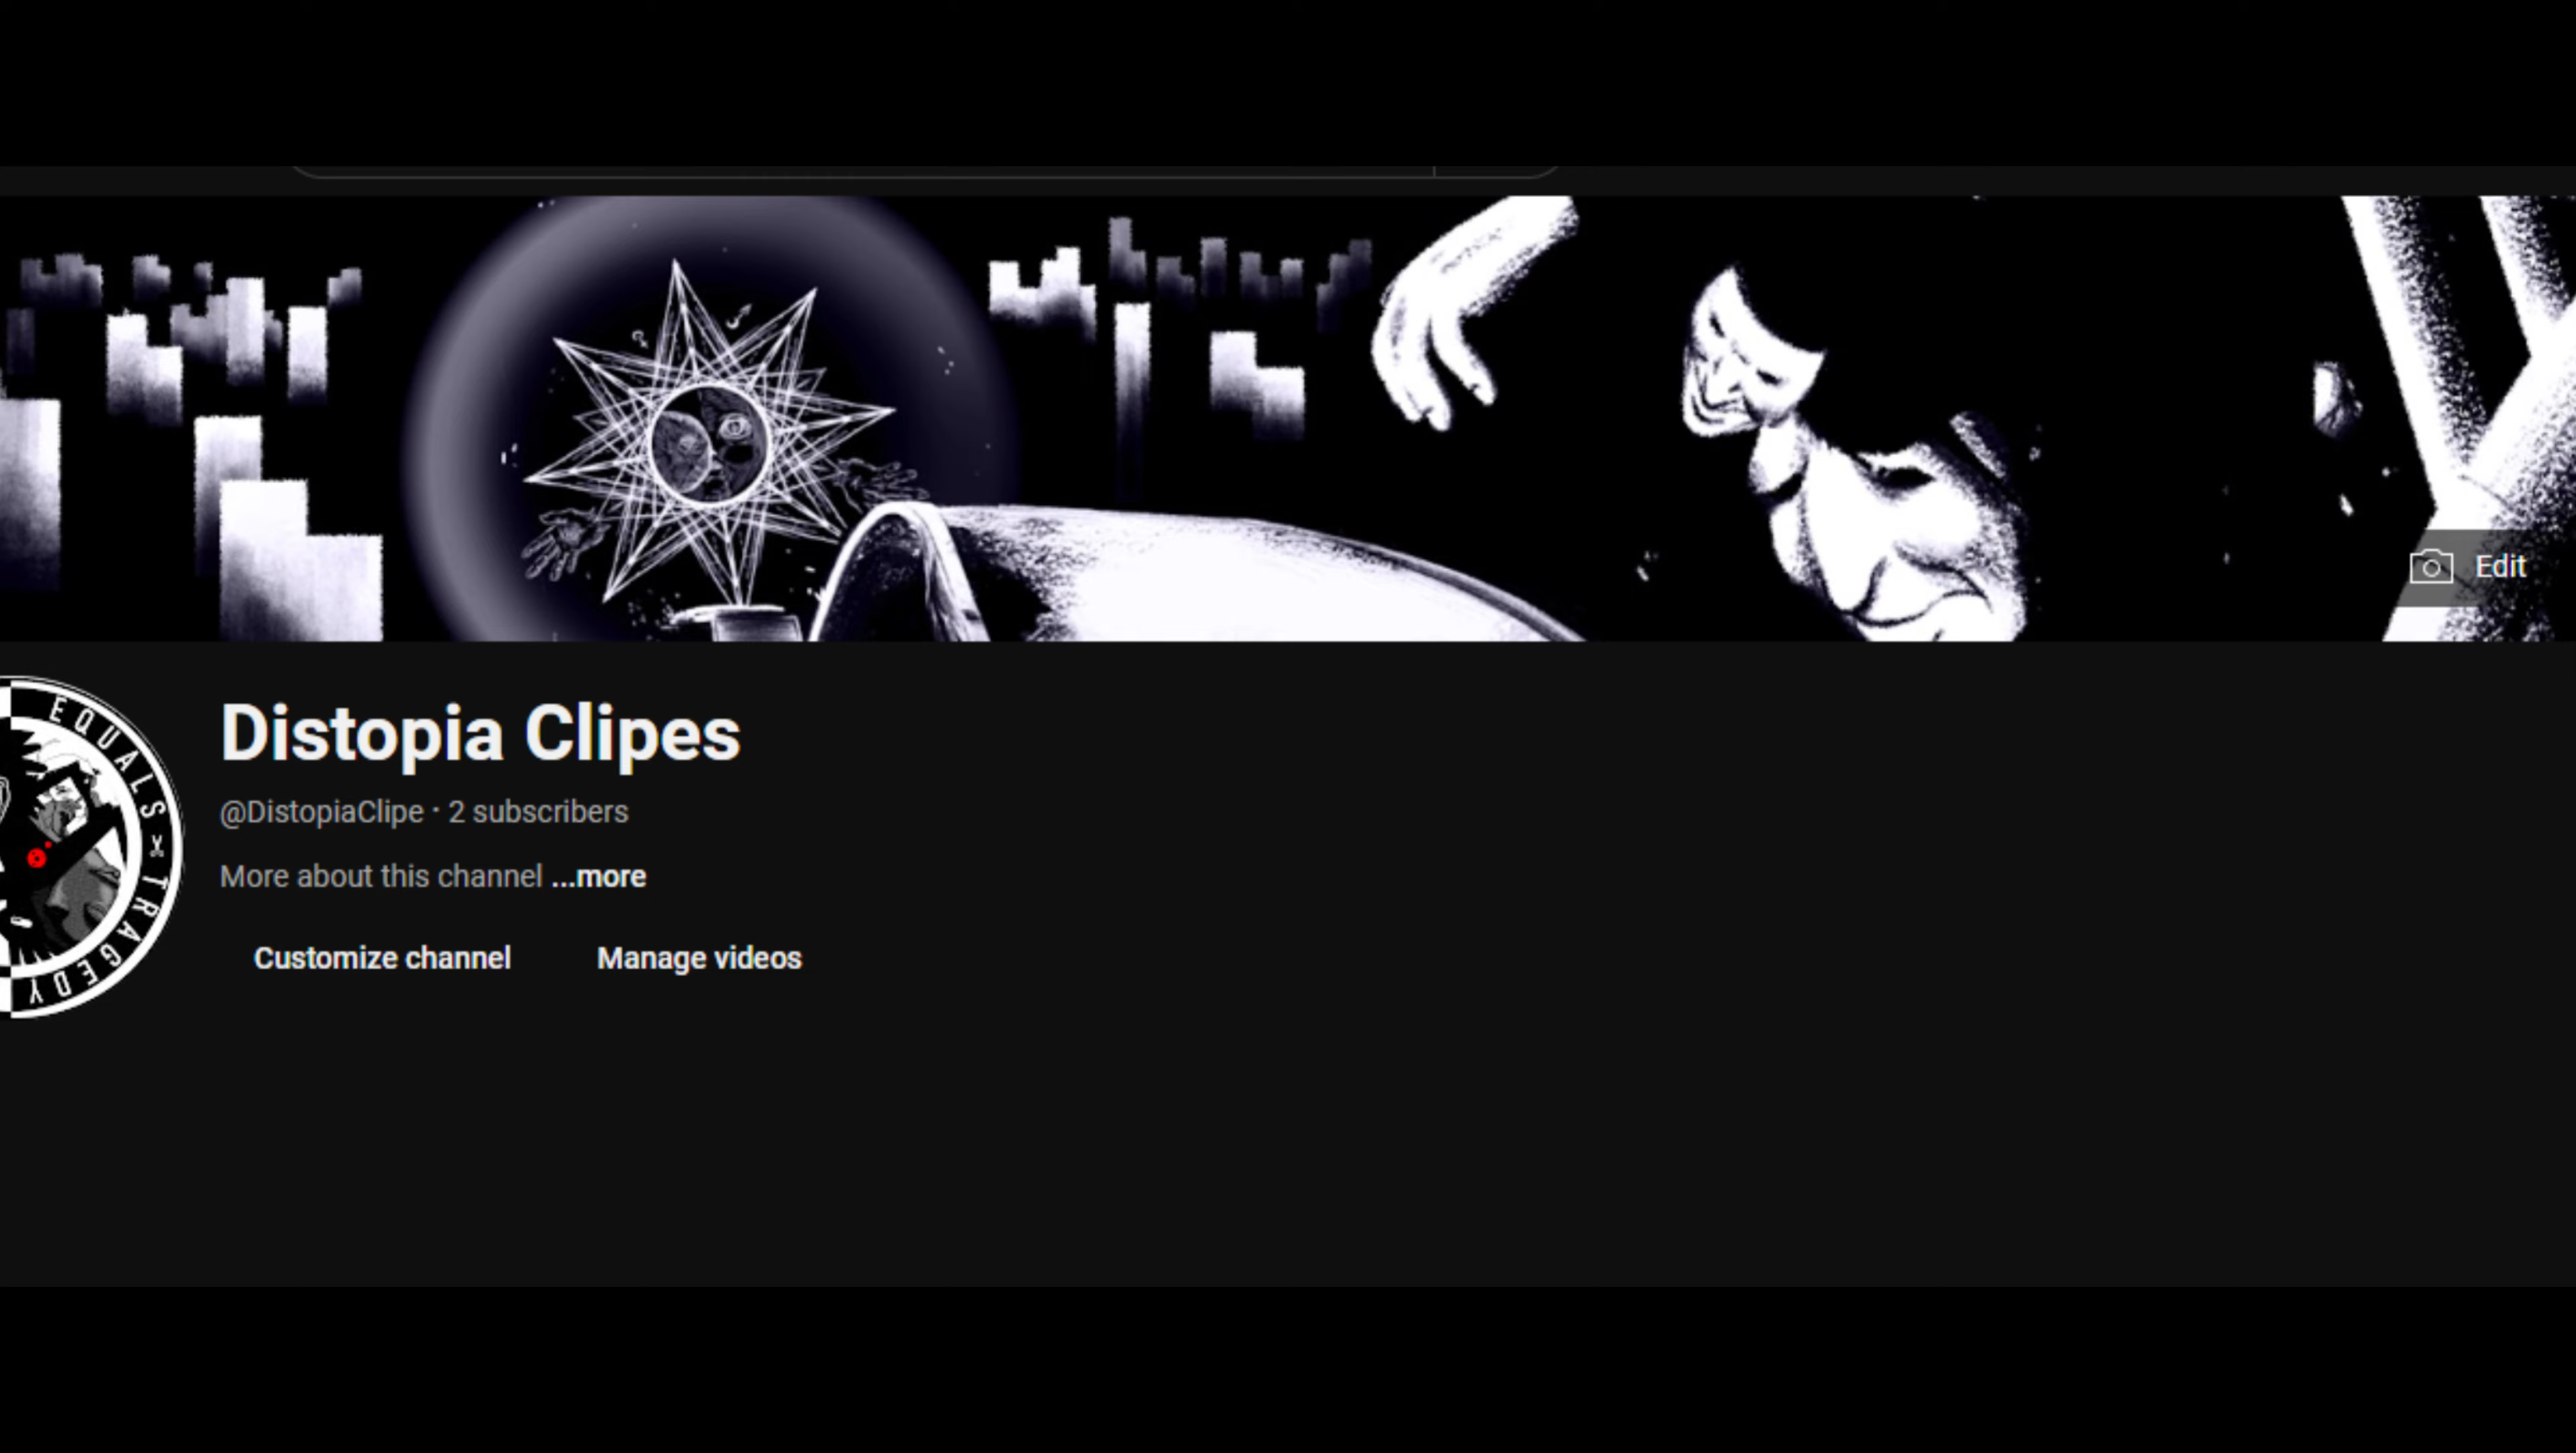 Edit
EQUALS
TRAGEDY
Distopia Clipes
@DistopiaClipe · 2 subscribers
More about this channel ...more
Customize channel
Manage videos